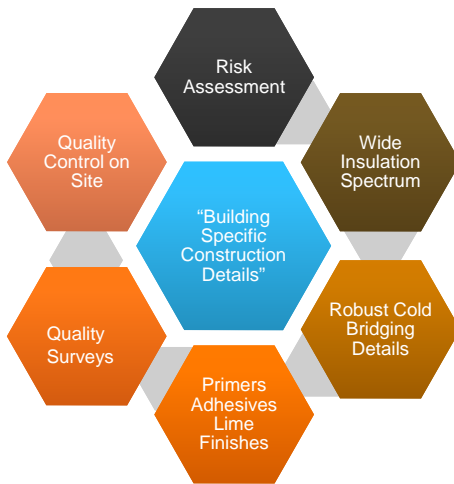 Risk
Assessment
Wide
Insulation
Spectrum
Robust Cold
Bridging
Details
Primers
Adhesives
Lime
Finishes
Quality
Surveys
Quality
Control on
Site
“Building
Specific
Construction
Details”